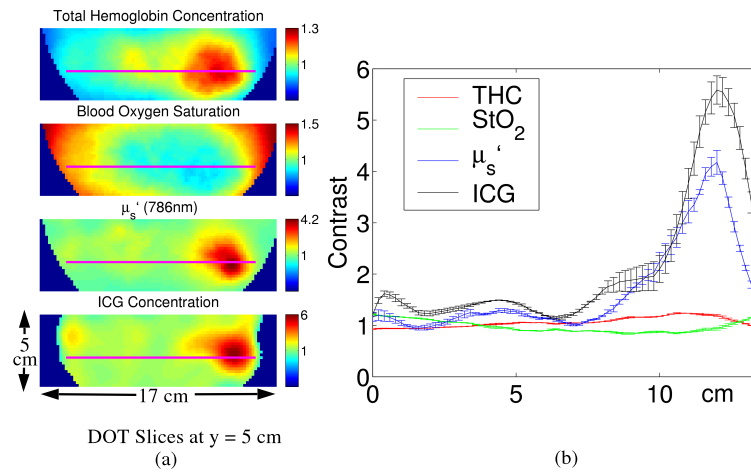 Total Hemoglobin Concentration
1.3
1
Blood Oxygen Saturation
1.5
1
μs‘ (786nm)
4.2
1
ICG Concentration
6
1
5
cm
17 cm
DOT Slices at y = 5 cm
(a)
6
5
4
3
2
1
0
Contrast
THC
StO2
μs‘
ICG
0 5 10 cm
(b)